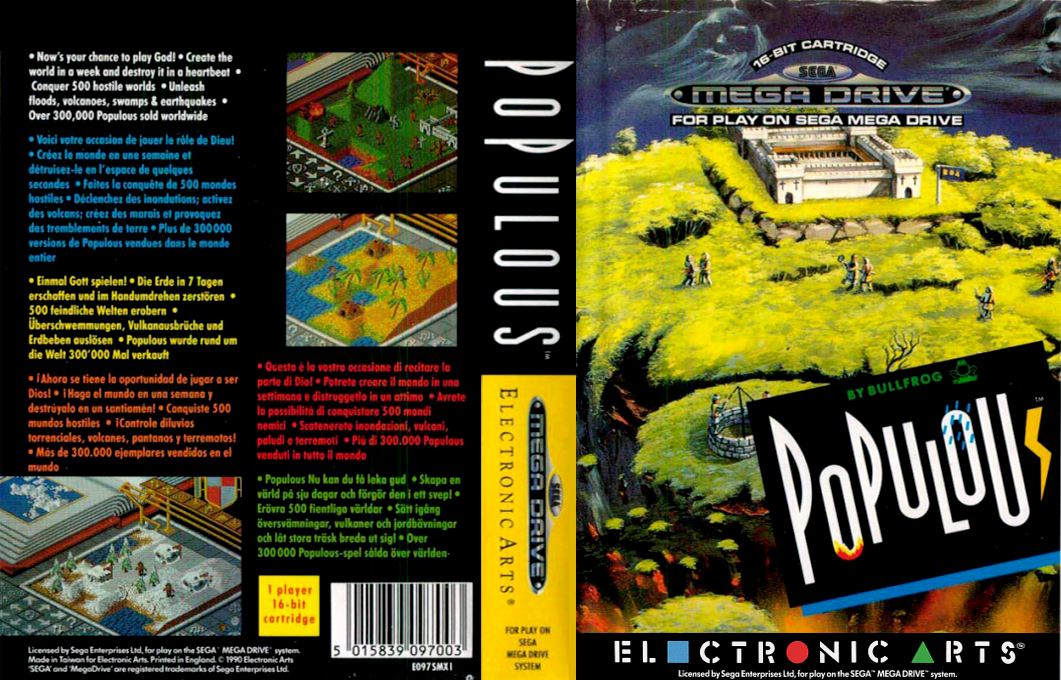 • Now's your chance to play God! • Create the
world in a week and destroy it in a heartbeat •
Conquer 500 hostile worlds • Unleash
floods, volcanoes, swamps & earthquakes •
Over 300,000 Populous sold worldwide
• Voici votre occasion de jouer le rôle de Dieu!
• Créez le monde en une semaine et
détruisez-le en l'espace de quelques
secondes • Faites la conquête de 500 mondes
hostiles • Déclenchez des inondations; activez
des volcans; créez des marais et provoquez
des tremblements de terre • Plus de 300000
versions de Populous vendues dans le monde
entier
• Einmal Gott spielen! • Die Erde in 7 Tagen
erschaffen und im Handumdrehen zerstören •
500 feindliche Welten erobern •
Überschwemmungen, Vulkanausbrüche und
Erdbeben auslösen • Populous wurde rund um
die Welt 300'000 Mal verkauft
• ¡Ahora se tiene la oportunidad de jugar a ser
Dios! • ¡Haga el mundo en una semana y
destrúyalo en un santiamén! • Conquiste 500
mundos hostiles • ¡Controle diluvios
torrenciales, volcanes, pantanos y terremotos!
• Más de 300.000 ejemplares vendidos en el
mundo
• Questa è la vostra occasione di recitare la
parte di Dio! • Potrete creare il mondo in una
settimana e distruggetlo in un attimo • Avrete
la possibilità di conquistare 500 mondi
nemici • Scatenerete inondazioni, vulcani,
paludi e terremoti • Più di 300.000 Populous
venduti in tutto il mondo
• Populous Nu kan du få leka gud • Skapa en
värld på sju dagar och förgör den i ett svep! •
Erövra 500 fientliga världar • Sätt igång
översvämningar, vulkaner och jordbävningar
och låt stora träsk breda ut sig! • Over
300000 Populous-spel sålda över världen-
1 player
16-bit
cartridge
5 015839 097003
E097SMX1
Licensed by Sega Enterprises Ltd, for play on the SEGA™ MEGA DRIVE™ system.
Made in Taiwan for Electronic Arts. Printed in England. © 1990 Electronic Arts
'SEGA' and 'MegaDrive' are registered trademarks of Sega Enterprises Ltd.
POPULOUS™
ELECTRONIC ARTS®
SEGA
MEGA DRIVE
FOR PLAY ON
SEGA
MEGA DRIVE
SYSTEM
16-BIT CARTRIDGE
SEGA
MEGA DRIVE
FOR PLAY ON SEGA MEGA DRIVE
BY BULLFROG
POPULOUS™
ELECTRONIC ARTS®
Licensed by Sega Enterprises Ltd, for play on the SEGA™ MEGA DRIVE™ system.